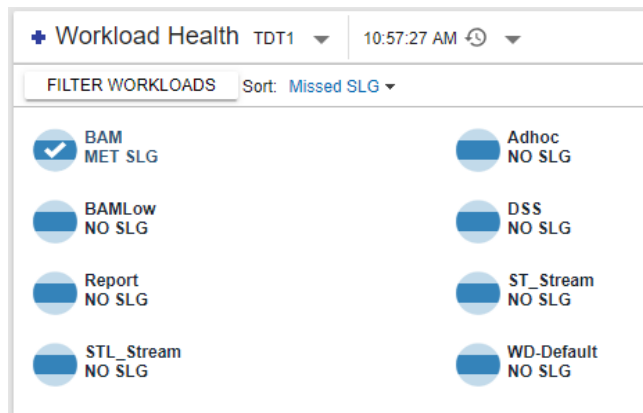 Workload Health TDT1 10:57:27 AM
FILTER WORKLOADS Sort: Missed SLG
BAM
MET SLG
Adhoc
NO SLG
BAMLow
NO SLG
DSS
NO SLG
Report
NO SLG
ST_Stream
NO SLG
STL_Stream
NO SLG
WD-Default
NO SLG